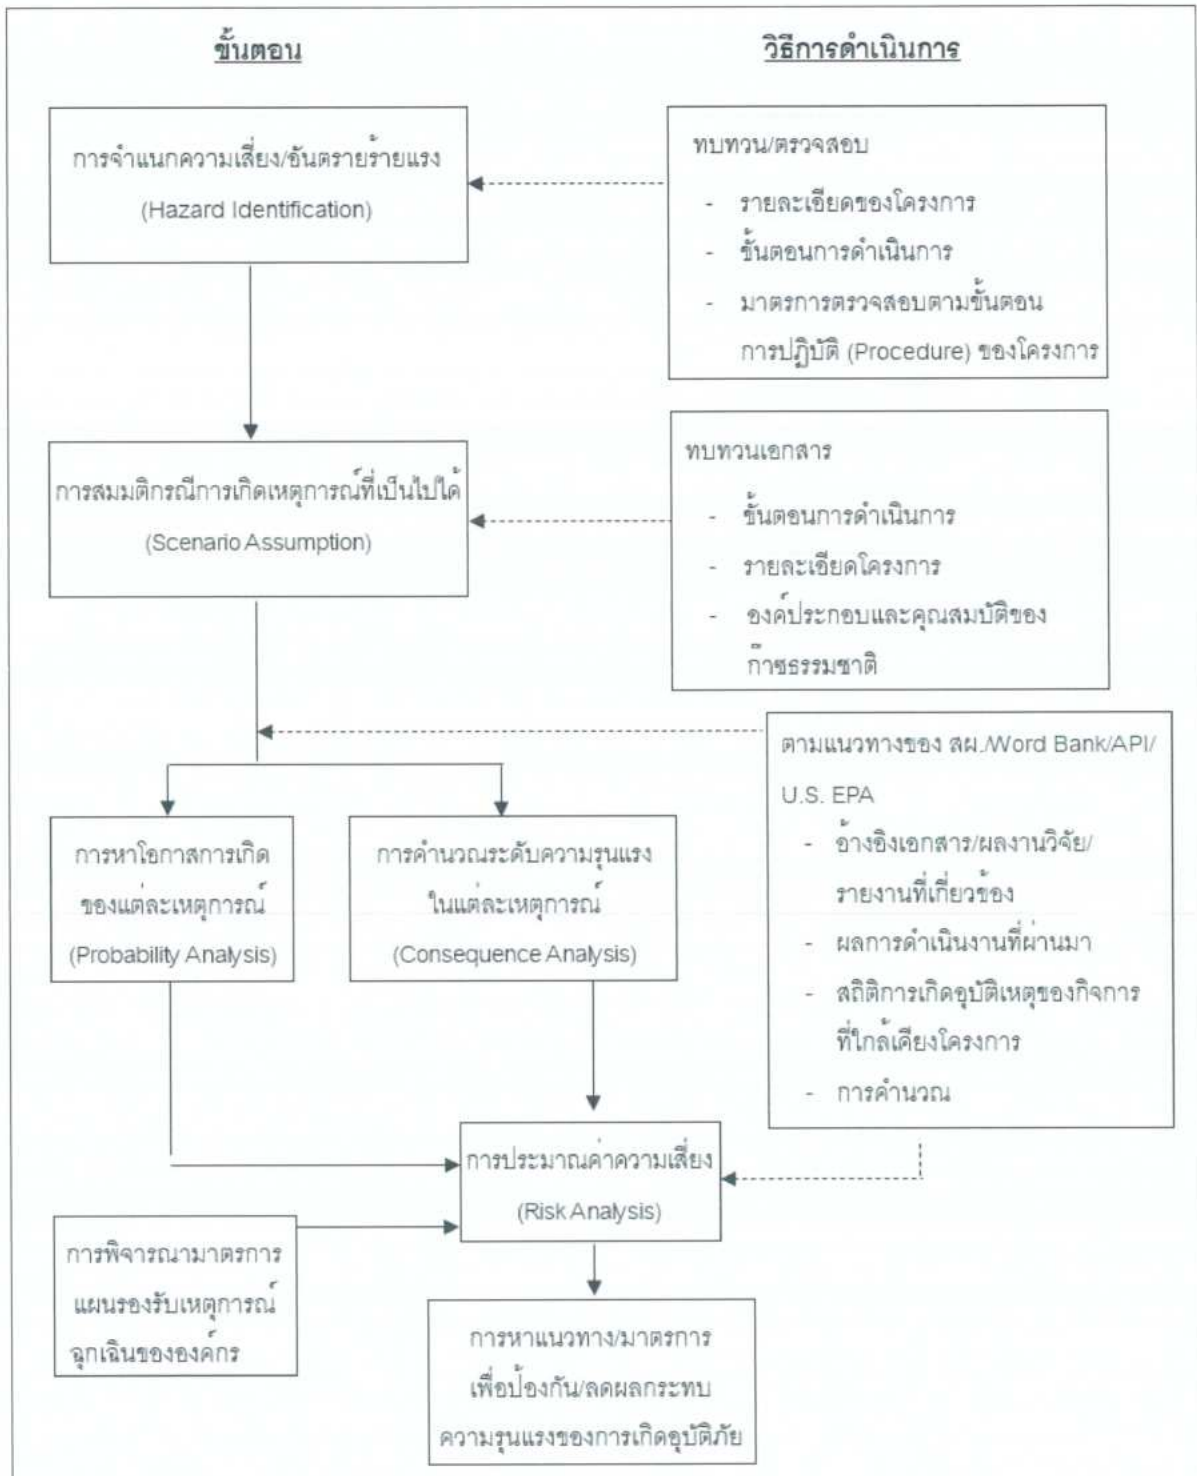 ขั้นตอน
วิธีการดำเนินการ
การจำแนกความเสี่ยง/อันตรายร้ายแรง
(Hazard Identification)
ทบทวน/ตรวจสอบ
- รายละเอียดของโครงการ
- ขั้นตอนการดำเนินการ
- มาตรการตรวจสอบตามขั้นตอน
การปฏิบัติ (Procedure) ของโครงการ
การสมมติกรณีการเกิดเหตุการณ์ที่เป็นไปได้
(Scenario Assumption)
ทบทวนเอกสาร
- ขั้นตอนการดำเนินการ
- รายละเอียดโครงการ
- องค์ประกอบและคุณสมบัติของ
ก๊าซธรรมชาติ
ตามแนวทางของ สผ./Word Bank/API/
U.S. EPA
- อ้างอิงเอกสาร/ผลงานวิจัย/
รายงานที่เกี่ยวข้อง
- ผลการดำเนินงานที่ผ่านมา
- สถิติการเกิดอุบัติเหตุของกิจการ
ที่ใกล้เคียงโครงการ
- การคำนวณ
การหาโอกาสการเกิด
ของแต่ละเหตุการณ์
(Probability Analysis)
การคำนวณระดับความรุนแรง
ในแต่ละเหตุการณ์
(Consequence Analysis)
การประมาณค่าความเสี่ยง
(Risk Analysis)
การพิจารณามาตรการ
แผนรองรับเหตุการณ์
ฉุกเฉินขององค์กร
การหาแนวทาง/มาตรการ
เพื่อป้องกัน/ลดผลกระทบ
ความรุนแรงของการเกิดอุบัติภัย